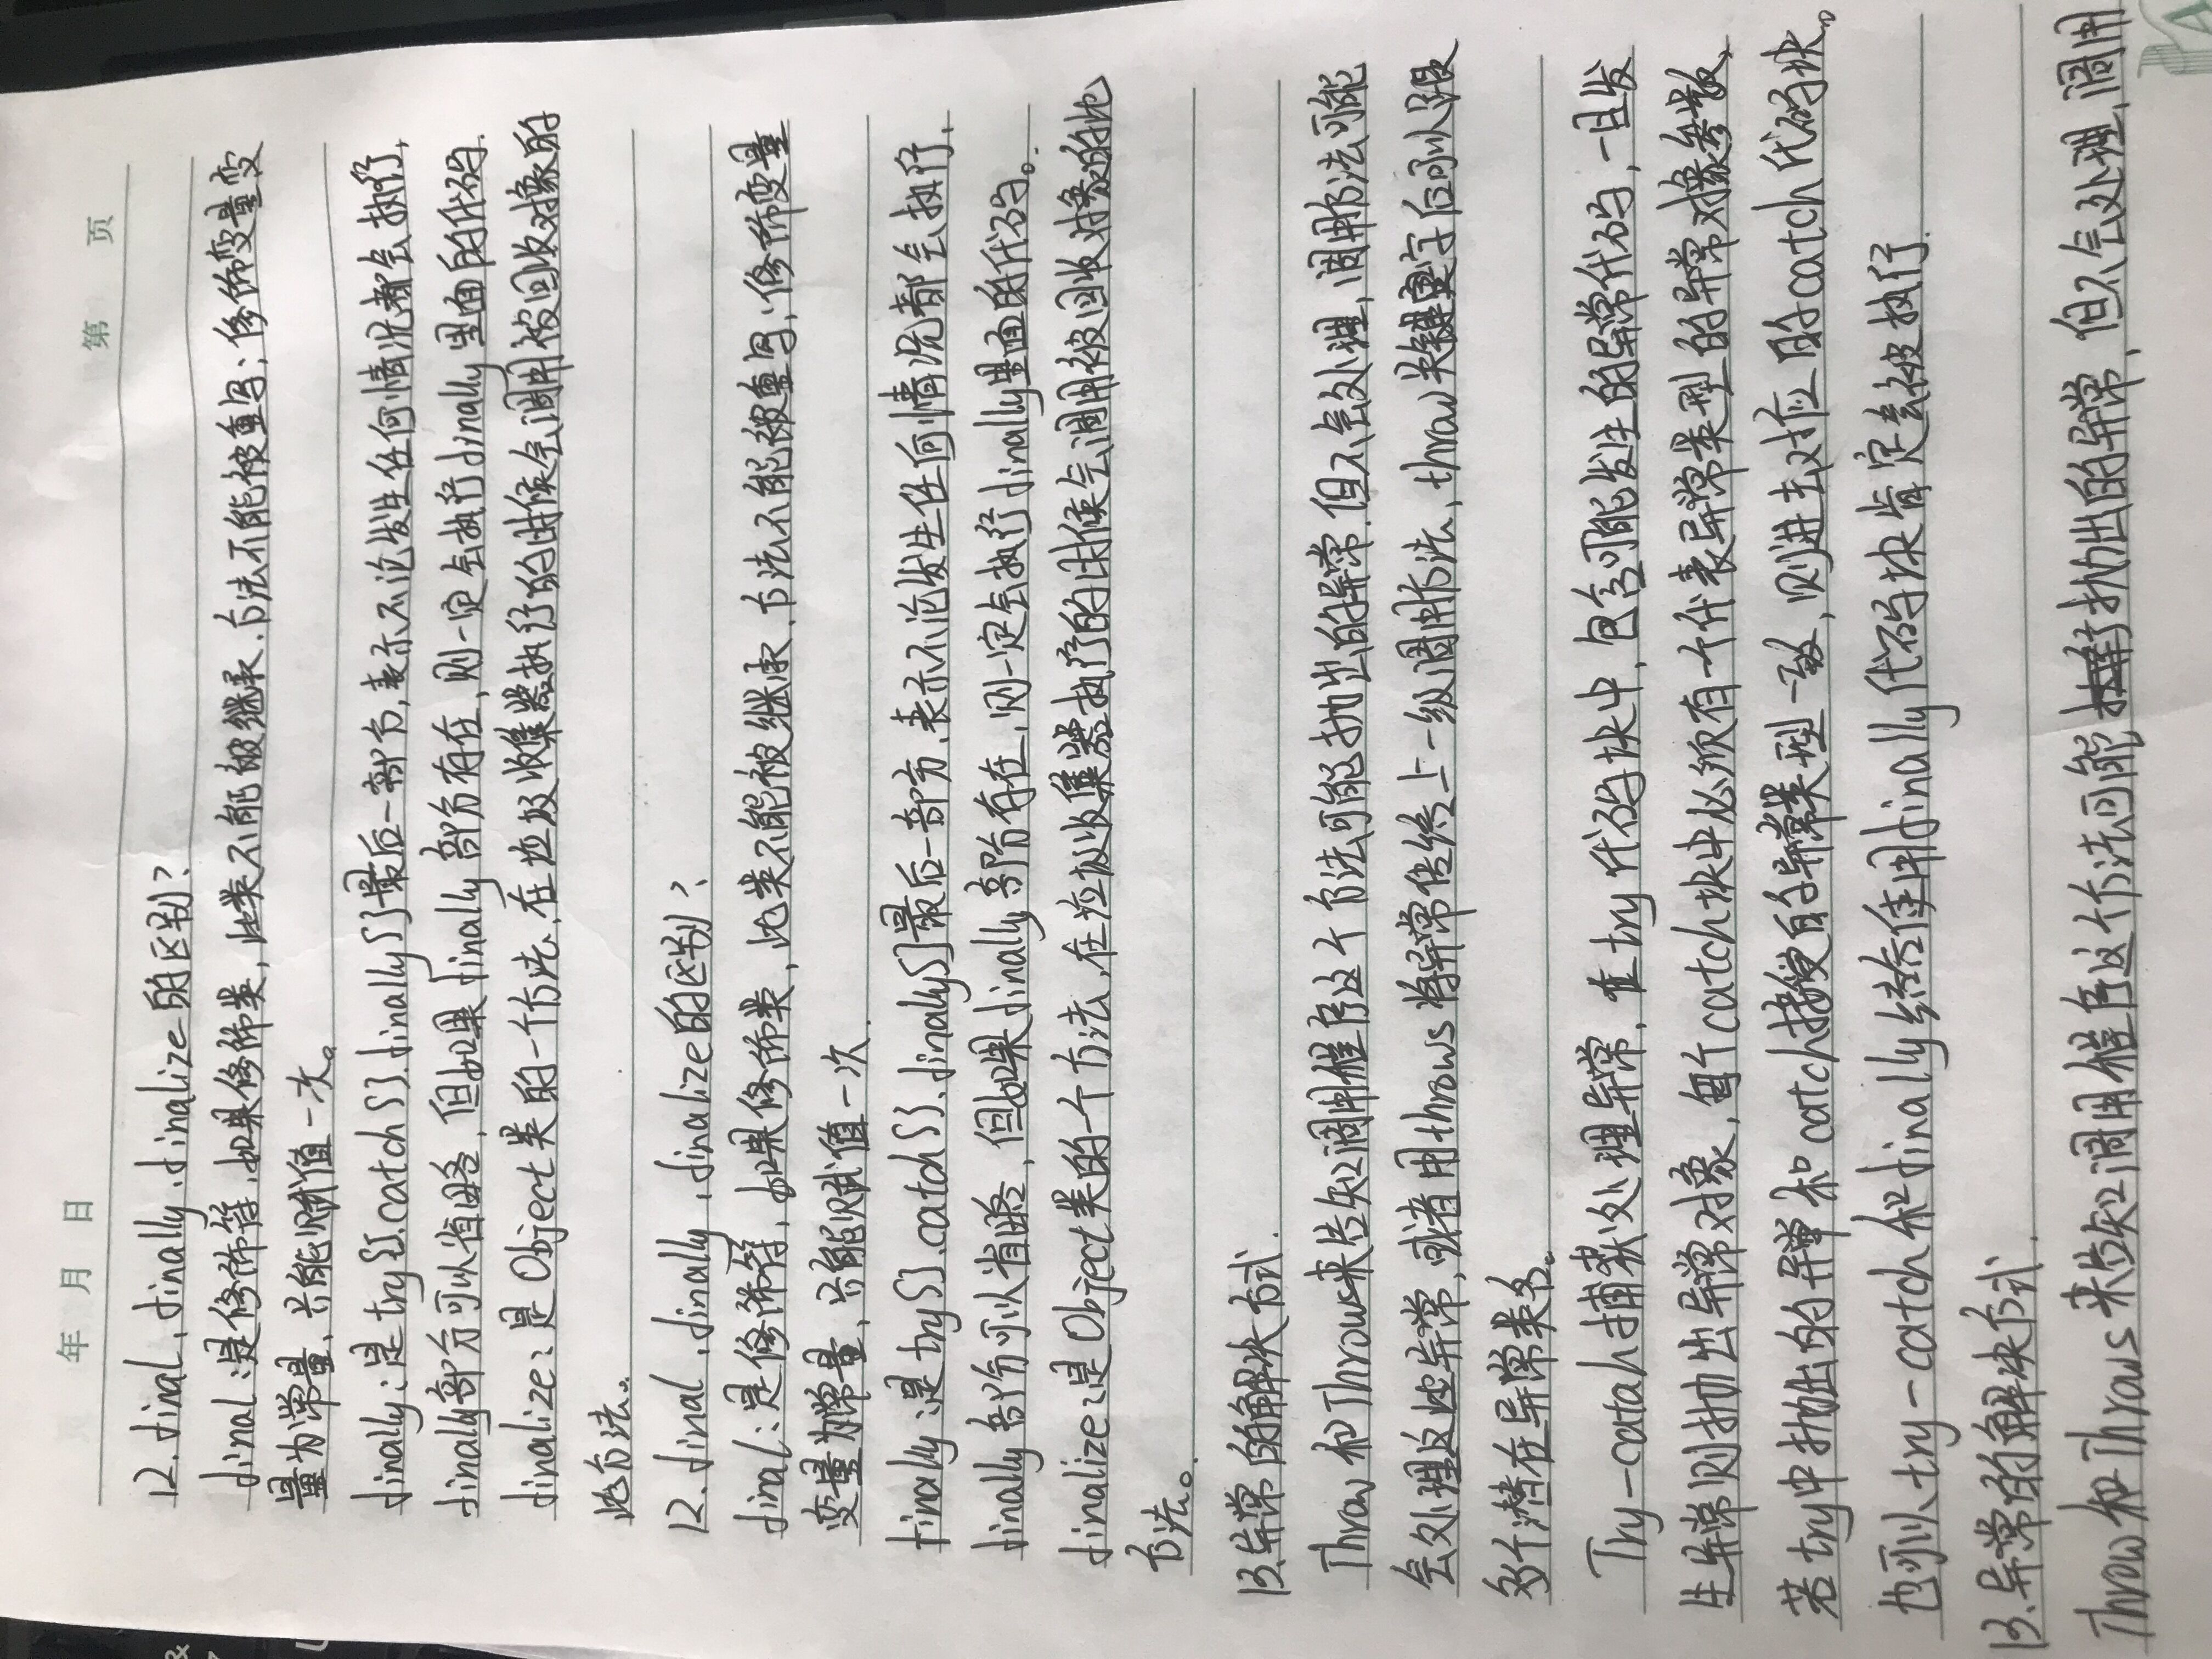 年 月 日
第 页
12.final、finally、finalize的区别?
final:是修饰符,如果修饰类,此类不能被继承、方法不能被重写;修饰变量变
量为常量、只能赋值一次。
finally:是try{}、catch{}、finally{}最后一部分,表示不论发生任何情况都会执行,
finally部分可以省略,但如果finally部分存在,则一定会执行finally里面的代码.
finalize:是Object类的一个方法、在垃圾收集器执行的时候会调用被回收对象的
此方法。
12.final、finally、finalize的区别?
final:是修饰符,如果修饰类,此类不能被继承、方法不能被重写;修饰变量
变量为常量、只能赋值一次.
finally:是try{}、catch{}、finally{}最后一部分、表示不论发生任何情况都会执行,
finally部分可以省略,但如果finally部分存在,则一定会执行finally里面的代码。
finalize:是Object类的一个方法,在垃圾收集器执行的时候会调用被回收对象的此
方法。
13、异常的解决方式.
Throw和Throws来告知调用程序这个方法可能抛出的异常.但不会处理,调用方法可能
会处理这些异常,或者用throws将异常传给上一级调用方法,throw关键字后可以跟
多个潜在异常类名。
Try-catah捕获处理异常,在try代码块中,包含可能发生的异常代码,一旦发
生异常则抛出异常对象,每个catch块中必须有一个代表异常类型的异常对象参数,
若try中抛出的异常和catch接受的异常类型一致,则进去对应的catch代码块。
也可以try-catch和finally结合使用finally代码块肯定会被执行.
13、异常的解决方式.
Throw和Throws来告知调用程序这个方法可能抛出的异常,但不会处理,调用